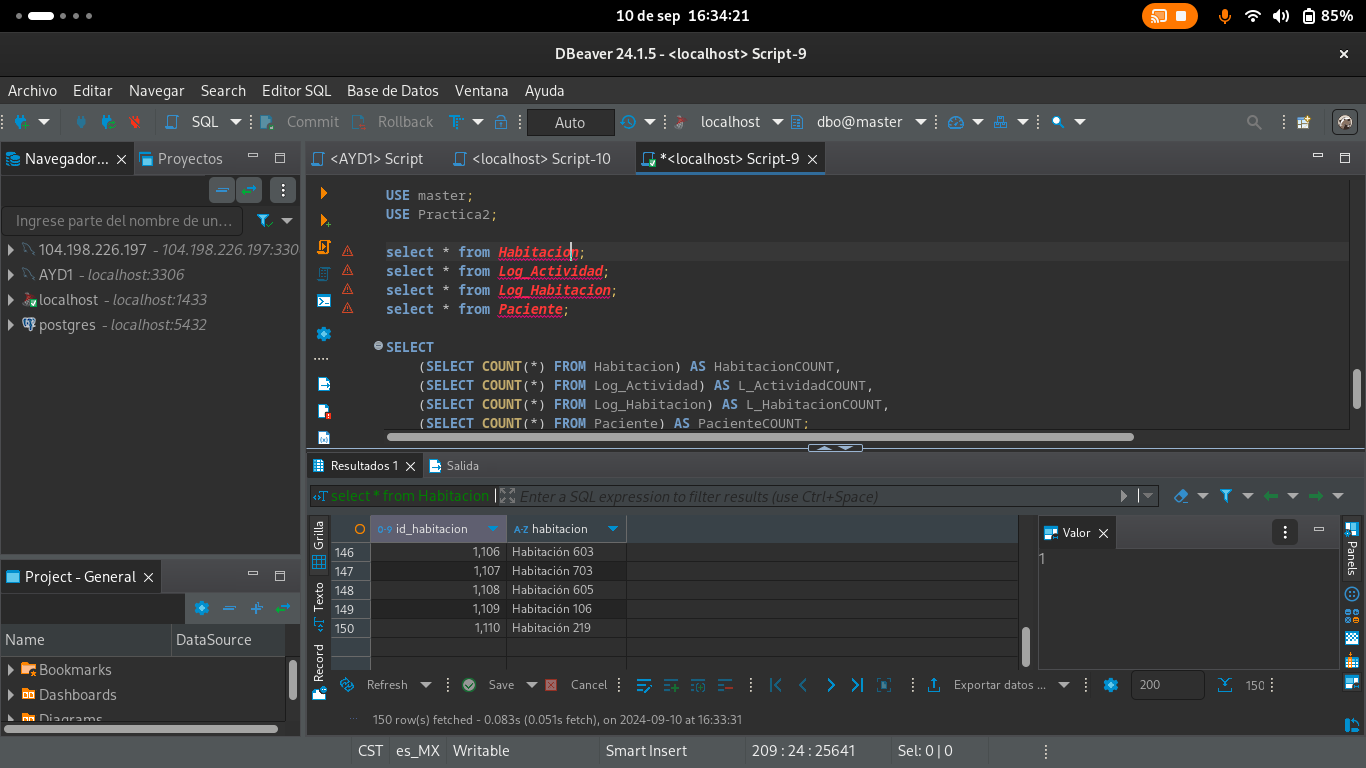 10 de sep 16:34:21
85%
DBeaver 24.1.5 - <localhost> Script-9
Archivo Editar Navegar Search Editor SQL Base de Datos Ventana Ayuda
SQL Commit Rollback Auto localhost dbo@master
Navegador... Proyectos
<AYD1> Script <localhost> Script-10 *<localhost> Script-9
Ingrese parte del nombre de un...
104.198.226.197 - 104.198.226.197:330
AYD1 - localhost:3306
localhost - localhost:1433
postgres - localhost:5432
USE master;
USE Practica2;
select * from Habitacion;
select * from Log_Actividad;
select * from Log_Habitacion;
select * from Paciente;
SELECT
(SELECT COUNT(*) FROM Habitacion) AS HabitacionCOUNT,
(SELECT COUNT(*) FROM Log_Actividad) AS L_ActividadCOUNT,
(SELECT COUNT(*) FROM Log_Habitacion) AS L_HabitacionCOUNT,
(SELECT COUNT(*) FROM Paciente) AS PacienteCOUNT;
Resultados 1 Salida
select * from Habitacion Enter a SQL expression to filter results (use Ctrl+Space)
Grilla
Texto
Record
id_habitacion habitacion
146 1,106 Habitación 603
147 1,107 Habitación 703
148 1,108 Habitación 605
149 1,109 Habitación 106
150 1,110 Habitación 219
Valor
1
Panels
Project - General
Name DataSource
Bookmarks
Dashboards
Diagrams
Refresh Save Cancel Exportar datos ... 200 150
150 row(s) fetched - 0.083s (0.051s fetch), on 2024-09-10 at 16:33:31
CST es_MX Writable Smart Insert 209 : 24 : 25641 Sel: 0 | 0